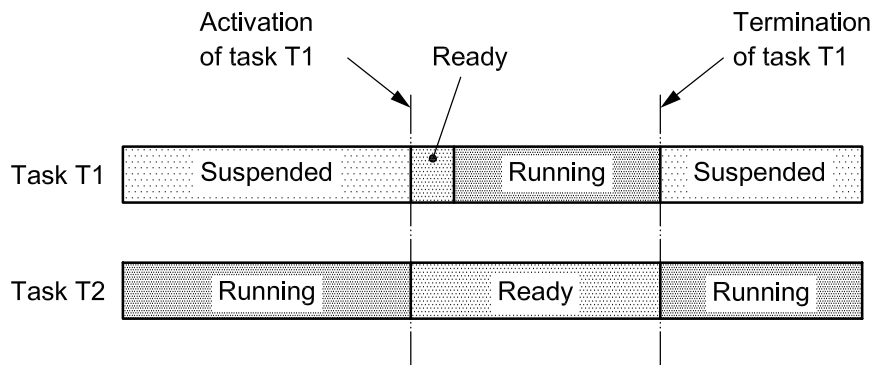 Activation
of task T1
Ready
Termination
of task T1
Task T1
Suspended
Running
Suspended
Task T2
Running
Ready
Running